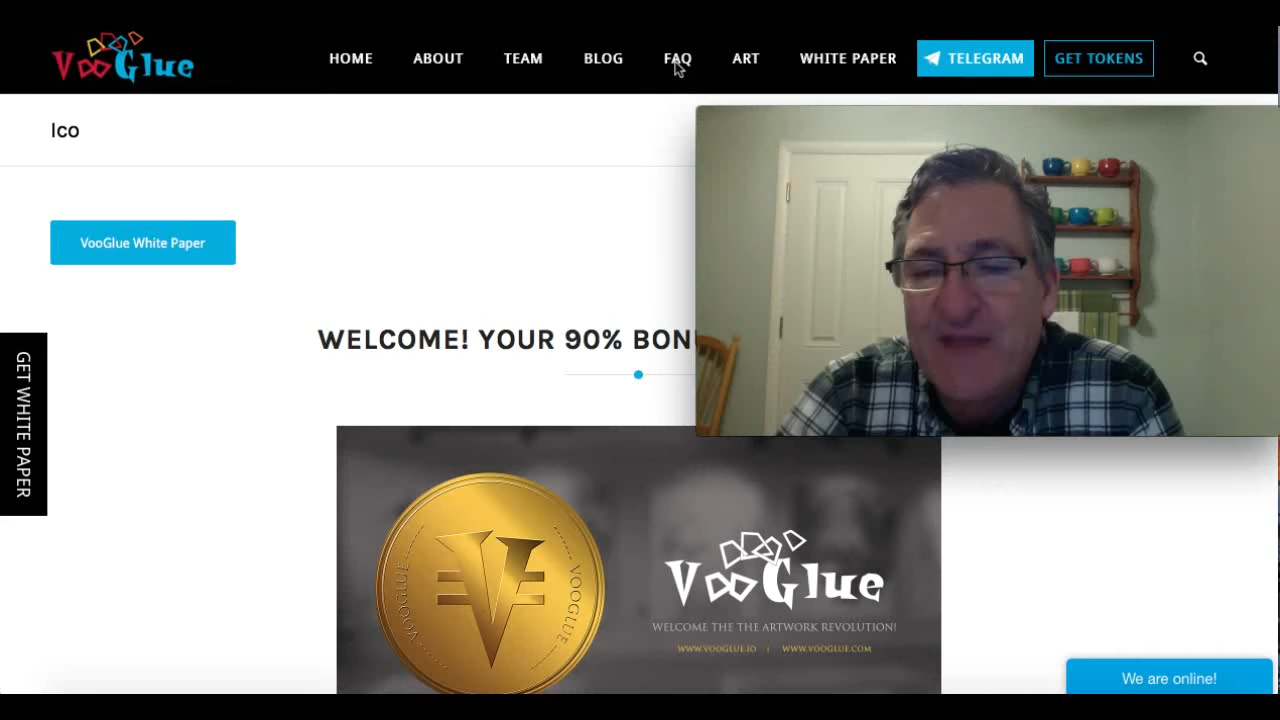 VooGlue
HOME ABOUT TEAM BLOG FAQ ART WHITE PAPER TELEGRAM GET TOKENS
Ico
VooGlue White Paper
GET WHITE PAPER
WELCOME! YOUR 90% BON
VOOGLUE VOOGLUE
VooGlue
WELCOME THE THE ARTWORK REVOLUTION!
WWW.VOOGLUE.IO | WWW.VOOGLUE.COM
We are online!